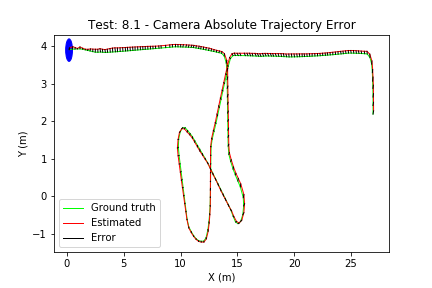 Test: 8.1 - Camera Absolute Trajectory Error
Y (m)
4
3
2
1
0
−1
Ground truth
Estimated
Error
0 5 10 15 20 25
X (m)